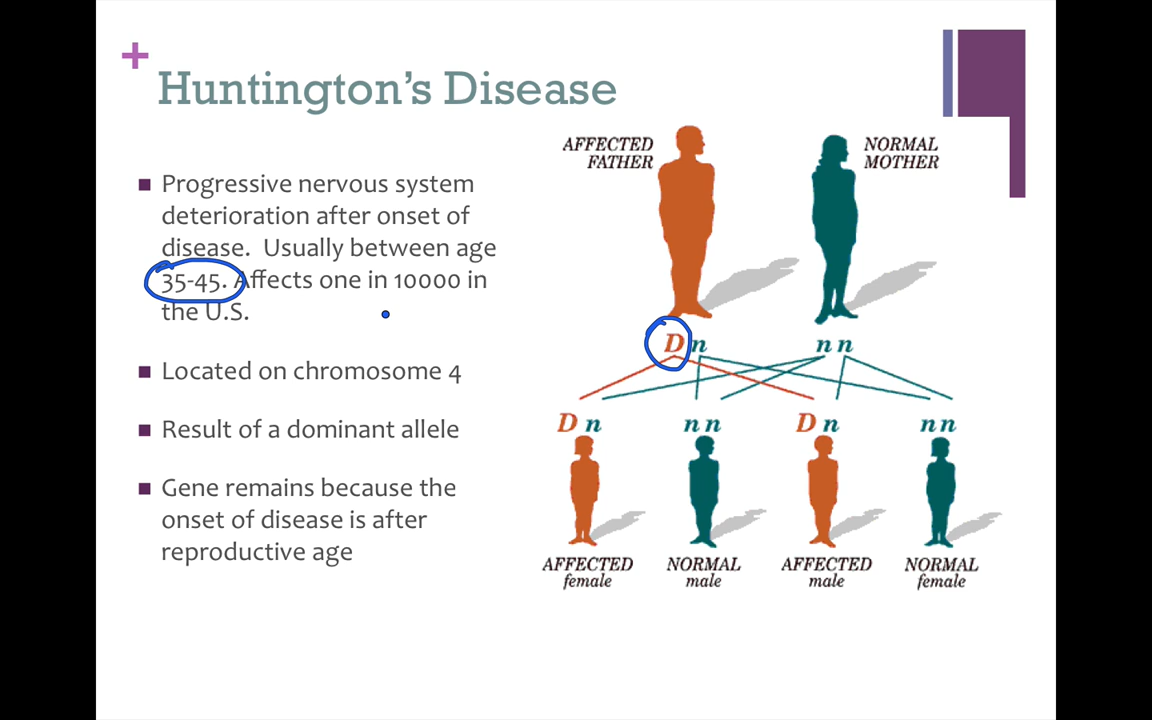 Huntington's Disease
Progressive nervous system
deterioration after onset of
disease.  Usually between age
35-45. Affects one in 10000 in
the U.S.
Located on chromosome 4
Result of a dominant allele
Gene remains because the
onset of disease is after
reproductive age
AFFECTED
FATHER
NORMAL
MOTHER
D n
n n
D n
n n
D n
n n
AFFECTED
female
NORMAL
male
AFFECTED
male
NORMAL
female